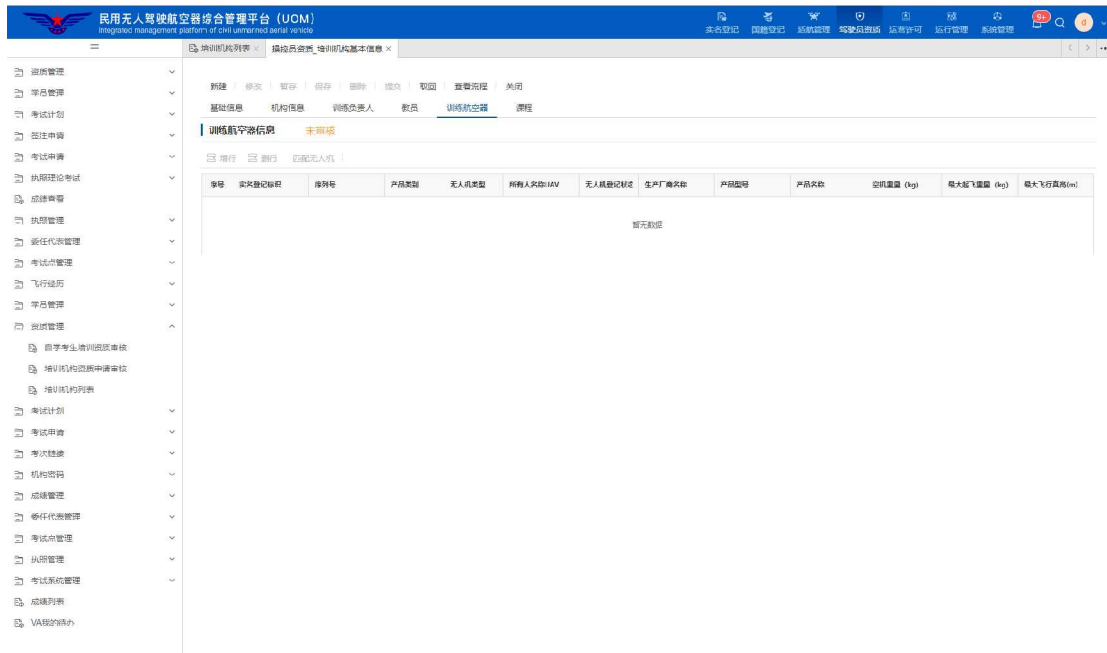 民用无人驾驶航空器综合管理平台（UOM）
Integrated management platform of civil unmanned aerial vehicle
实名登记 国籍登记 适航管理 驾驶员资质 运营许可 运行管理 系统管理
9+
d
培训机构列表 × 操控员资质_培训机构基本信息 ×
资质管理
学员管理
考试计划
签注申请
考试申请
执照理论考试
成绩查看
执照管理
委任代表管理
考试点管理
飞行经历
学员管理
资质管理
自学考生培训资质审核
培训机构资质申请审核
培训机构列表
考试计划
考试申请
考次链接
机构密码
成绩管理
委任代表管理
考试点管理
执照管理
考试系统管理
成绩列表
VA我的待办
新建 修改 暂存 保存 删除 提交 取回 查看流程 关闭
基础信息 机构信息 训练负责人 教员 训练航空器 课程
训练航空器信息 未审核
增行 删行 匹配无人机
序号 实名登记标识 序列号 产品类别 无人机类型 所有人名称UAV 无人机登记状态 生产厂商名称 产品型号 产品名称 空机重量 (kg) 最大起飞重量 (kg) 最大飞行真高(m)
暂无数据